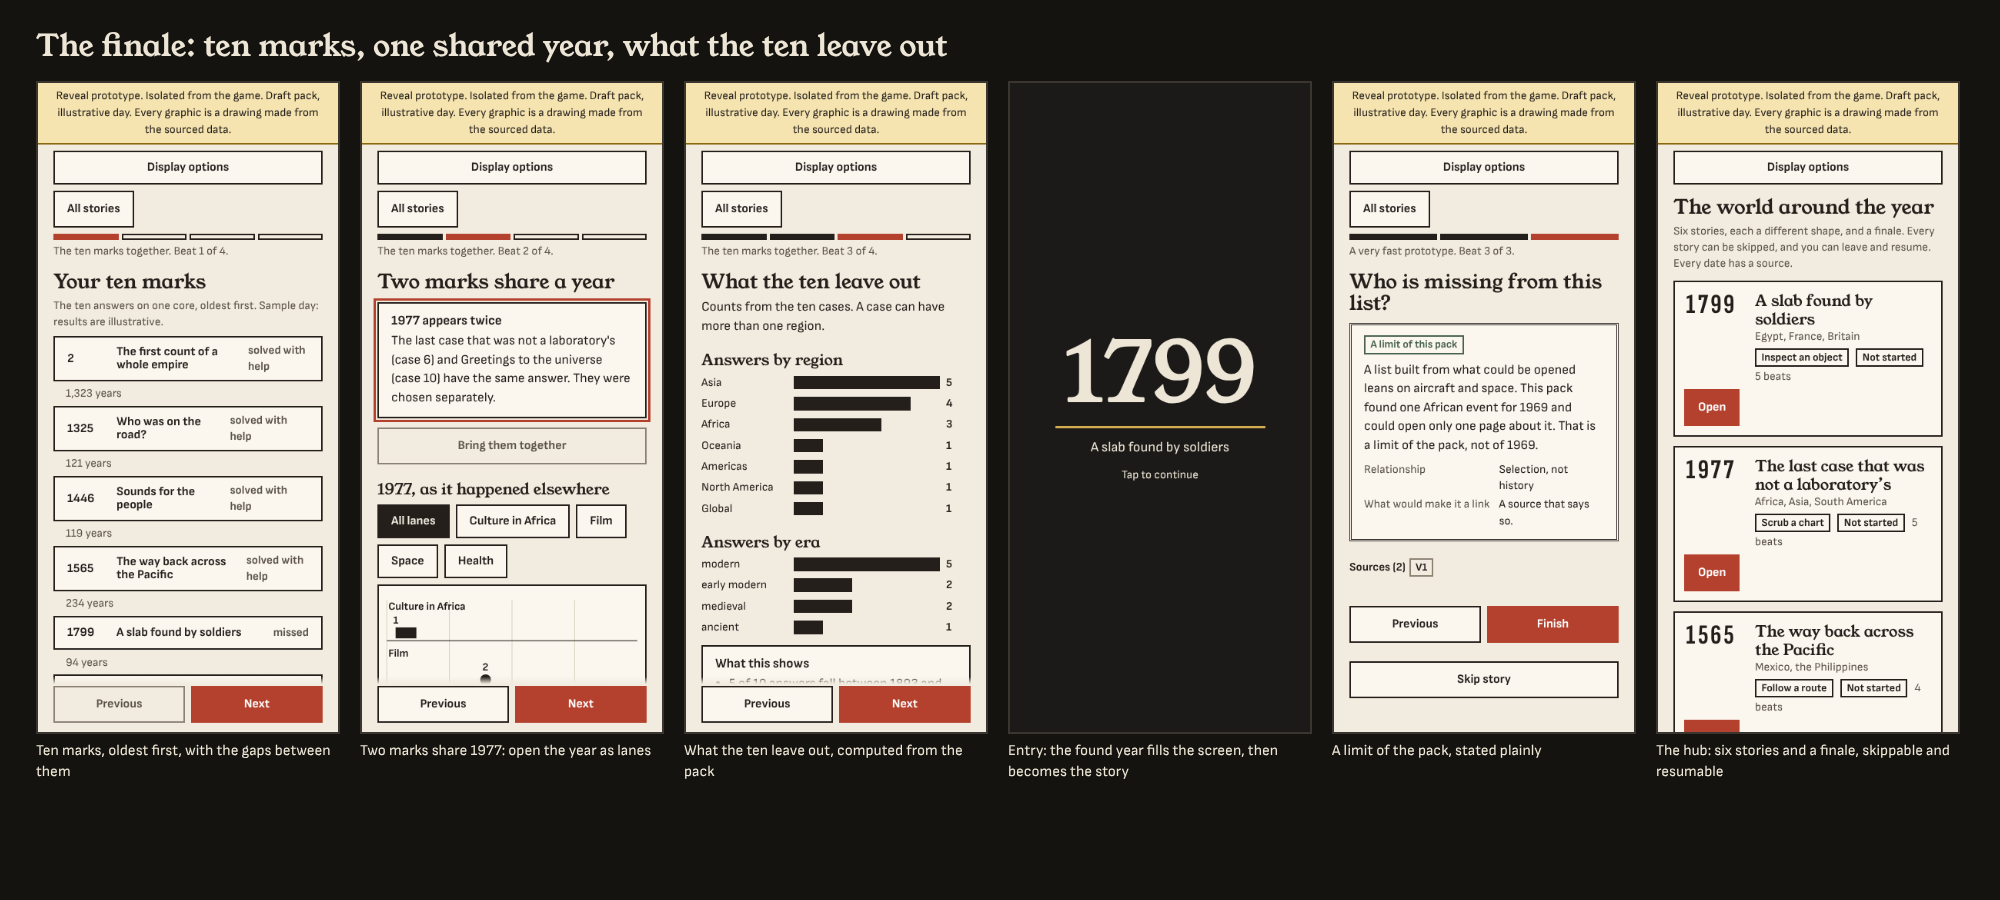 The finale: ten marks, one shared year, what the ten leave out
Reveal prototype. Isolated from the game. Draft pack,
illustrative day. Every graphic is a drawing made from
the sourced data.
Display options
All stories
The ten marks together. Beat 1 of 4.
Your ten marks
The ten answers on one core, oldest first. Sample day:
results are illustrative.
2 The first count of a solved with
whole empire help
1,323 years
1325 Who was on the solved with
road? help
121 years
1446 Sounds for the solved with
people help
119 years
1565 The way back across solved with
the Pacific help
234 years
1799 A slab found by soldiers missed
94 years
Previous Next
Ten marks, oldest first, with the gaps between
them
Reveal prototype. Isolated from the game. Draft pack,
illustrative day. Every graphic is a drawing made from
the sourced data.
Display options
All stories
The ten marks together. Beat 2 of 4.
Two marks share a year
1977 appears twice
The last case that was not a laboratory's
(case 6) and Greetings to the universe
(case 10) have the same answer. They were
chosen separately.
Bring them together
1977, as it happened elsewhere
All lanes Culture in Africa Film
Space Health
Culture in Africa
1
Film
2
Previous Next
Two marks share 1977: open the year as lanes
Reveal prototype. Isolated from the game. Draft pack,
illustrative day. Every graphic is a drawing made from
the sourced data.
Display options
All stories
The ten marks together. Beat 3 of 4.
What the ten leave out
Counts from the ten cases. A case can have
more than one region.
Answers by region
Asia 5
Europe 4
Africa 3
Oceania 1
Americas 1
North America 1
Global 1
Answers by era
modern 5
early modern 2
medieval 2
ancient 1
What this shows
5 of 10 answers fall between 1893 and
Previous Next
What the ten leave out, computed from the
pack
1799
A slab found by soldiers
Tap to continue
Entry: the found year fills the screen, then
becomes the story
Reveal prototype. Isolated from the game. Draft pack,
illustrative day. Every graphic is a drawing made from
the sourced data.
Display options
All stories
A very fast prototype. Beat 3 of 3.
Who is missing from this
list?
A limit of this pack
A list built from what could be opened
leans on aircraft and space. This pack
found one African event for 1969 and
could open only one page about it. That is
a limit of the pack, not of 1969.
Relationship Selection, not
history
What would make it a link A source that says
so.
Sources (2) V1
Previous Finish
Skip story
A limit of the pack, stated plainly
Reveal prototype. Isolated from the game. Draft pack,
illustrative day. Every graphic is a drawing made from
the sourced data.
Display options
The world around the year
Six stories, each a different shape, and a finale. Every
story can be skipped, and you can leave and resume.
Every date has a source.
1799 A slab found by
soldiers
Egypt, France, Britain
Inspect an object Not started
5 beats
Open
1977 The last case that was
not a laboratory's
Africa, Asia, South America
Scrub a chart Not started 5
beats
Open
1565 The way back across
the Pacific
Mexico, the Philippines
Follow a route Not started 4
beats
The hub: six stories and a finale, skippable and
resumable